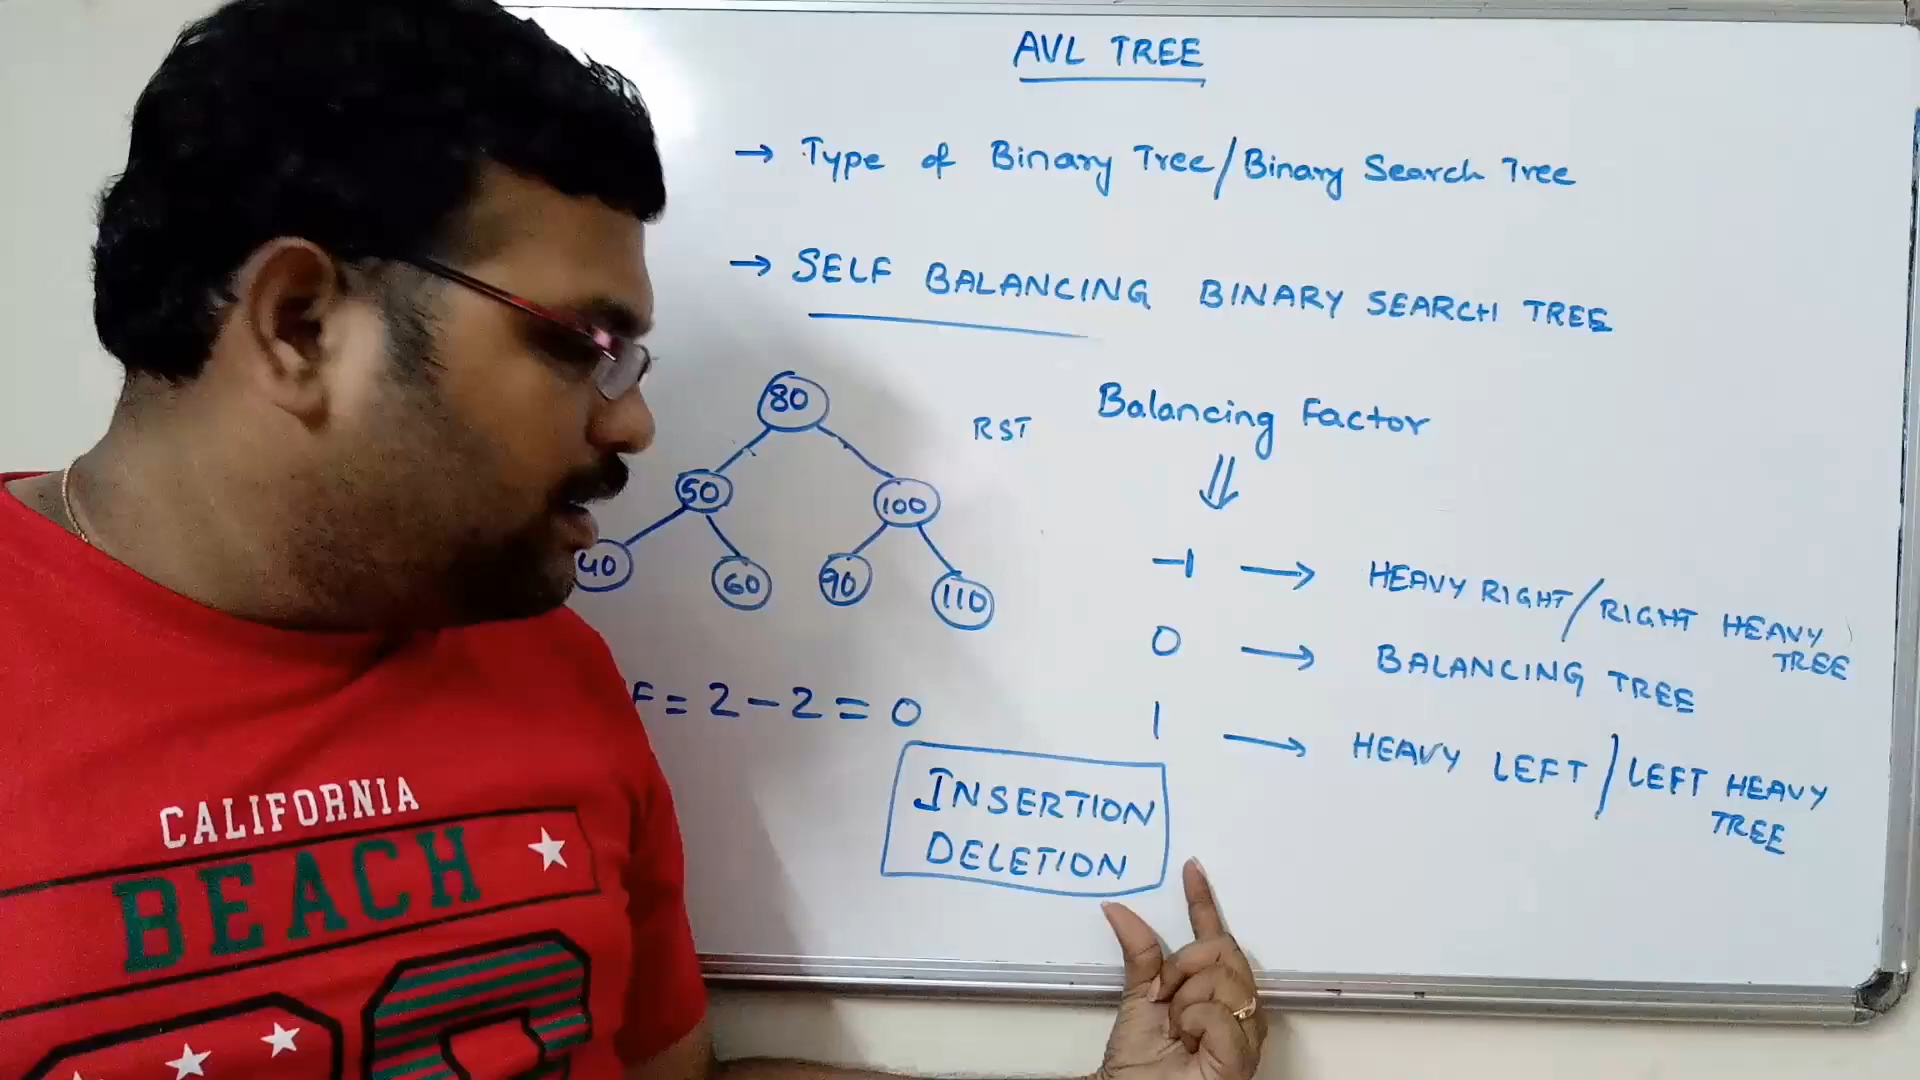 AVL TREE
→ Type of Binary Tree/Binary Search Tree
→ SELF BALANCING BINARY SEARCH TREE
80
50 100
40 60 90 110
RST
Balancing Factor
⇓
-1 → HEAVY RIGHT/RIGHT HEAVY
TREE
0 → BALANCING TREE
1 → HEAVY LEFT/LEFT HEAVY
TREE
F = 2 - 2 = 0
INSERTION
DELETION
CALIFORNIA
BEACH